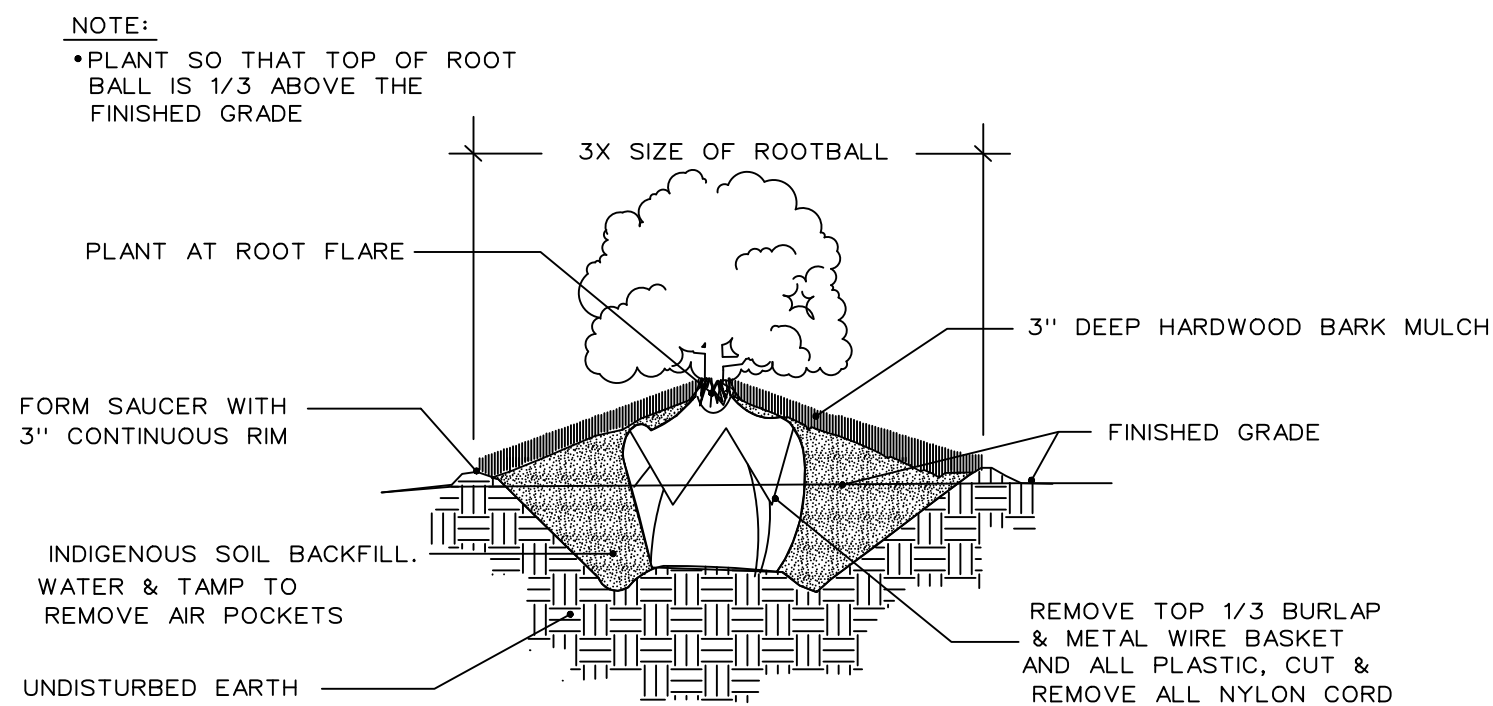 NOTE:
•PLANT SO THAT TOP OF ROOT
BALL IS 1/3 ABOVE THE
FINISHED GRADE
3X SIZE OF ROOTBALL
PLANT AT ROOT FLARE
3'' DEEP HARDWOOD BARK MULCH
FORM SAUCER WITH
3'' CONTINUOUS RIM
FINISHED GRADE
INDIGENOUS SOIL BACKFILL.
WATER & TAMP TO
REMOVE AIR POCKETS
REMOVE TOP 1/3 BURLAP
& METAL WIRE BASKET
AND ALL PLASTIC, CUT &
REMOVE ALL NYLON CORD
UNDISTURBED EARTH